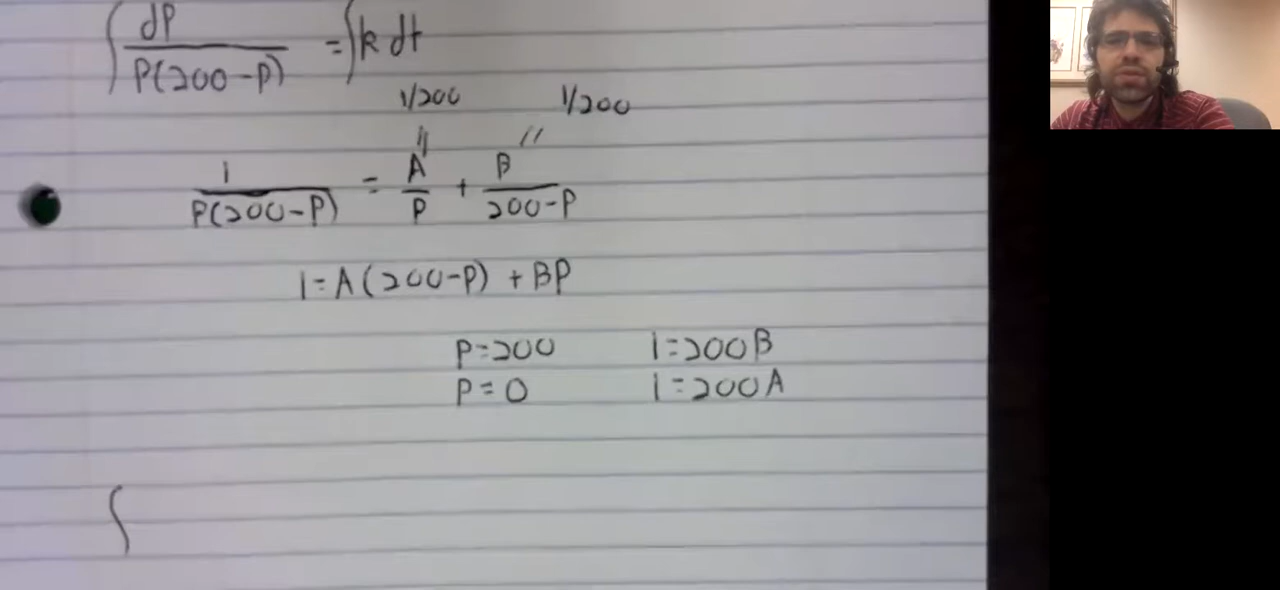 ∫ dP / P(200-P) = ∫ k dt
1/200 1/200
1 / P(200-P) = A / P + B / 200-P
1 = A(200-P) + BP
P=200 1=200B
P=0 1=200A
∫